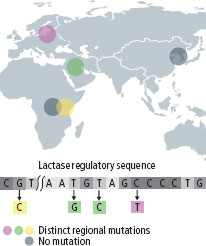 Lactase regulatory sequence
C G T A A T G T A G C C C C T G
C G C T
Distinct regional mutations
No mutation